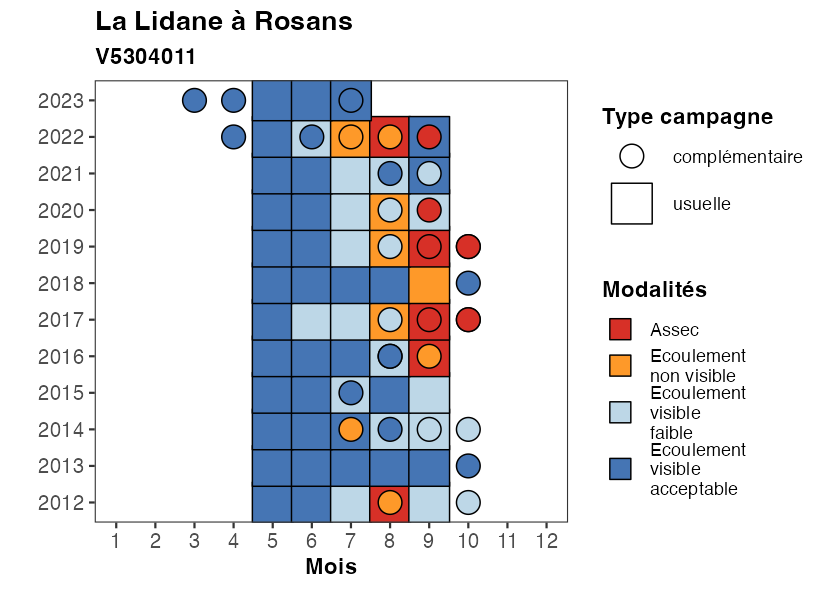 La Lidane à Rosans
V5304011
2023
2022
2021
2020
2019
2018
2017
2016
2015
2014
2013
2012
1 2 3 4 5 6 7 8 9 10 11 12
Mois
Type campagne
complémentaire
usuelle
Modalités
Assec
Ecoulement
non visible
Ecoulement
visible
faible
Ecoulement
visible
acceptable